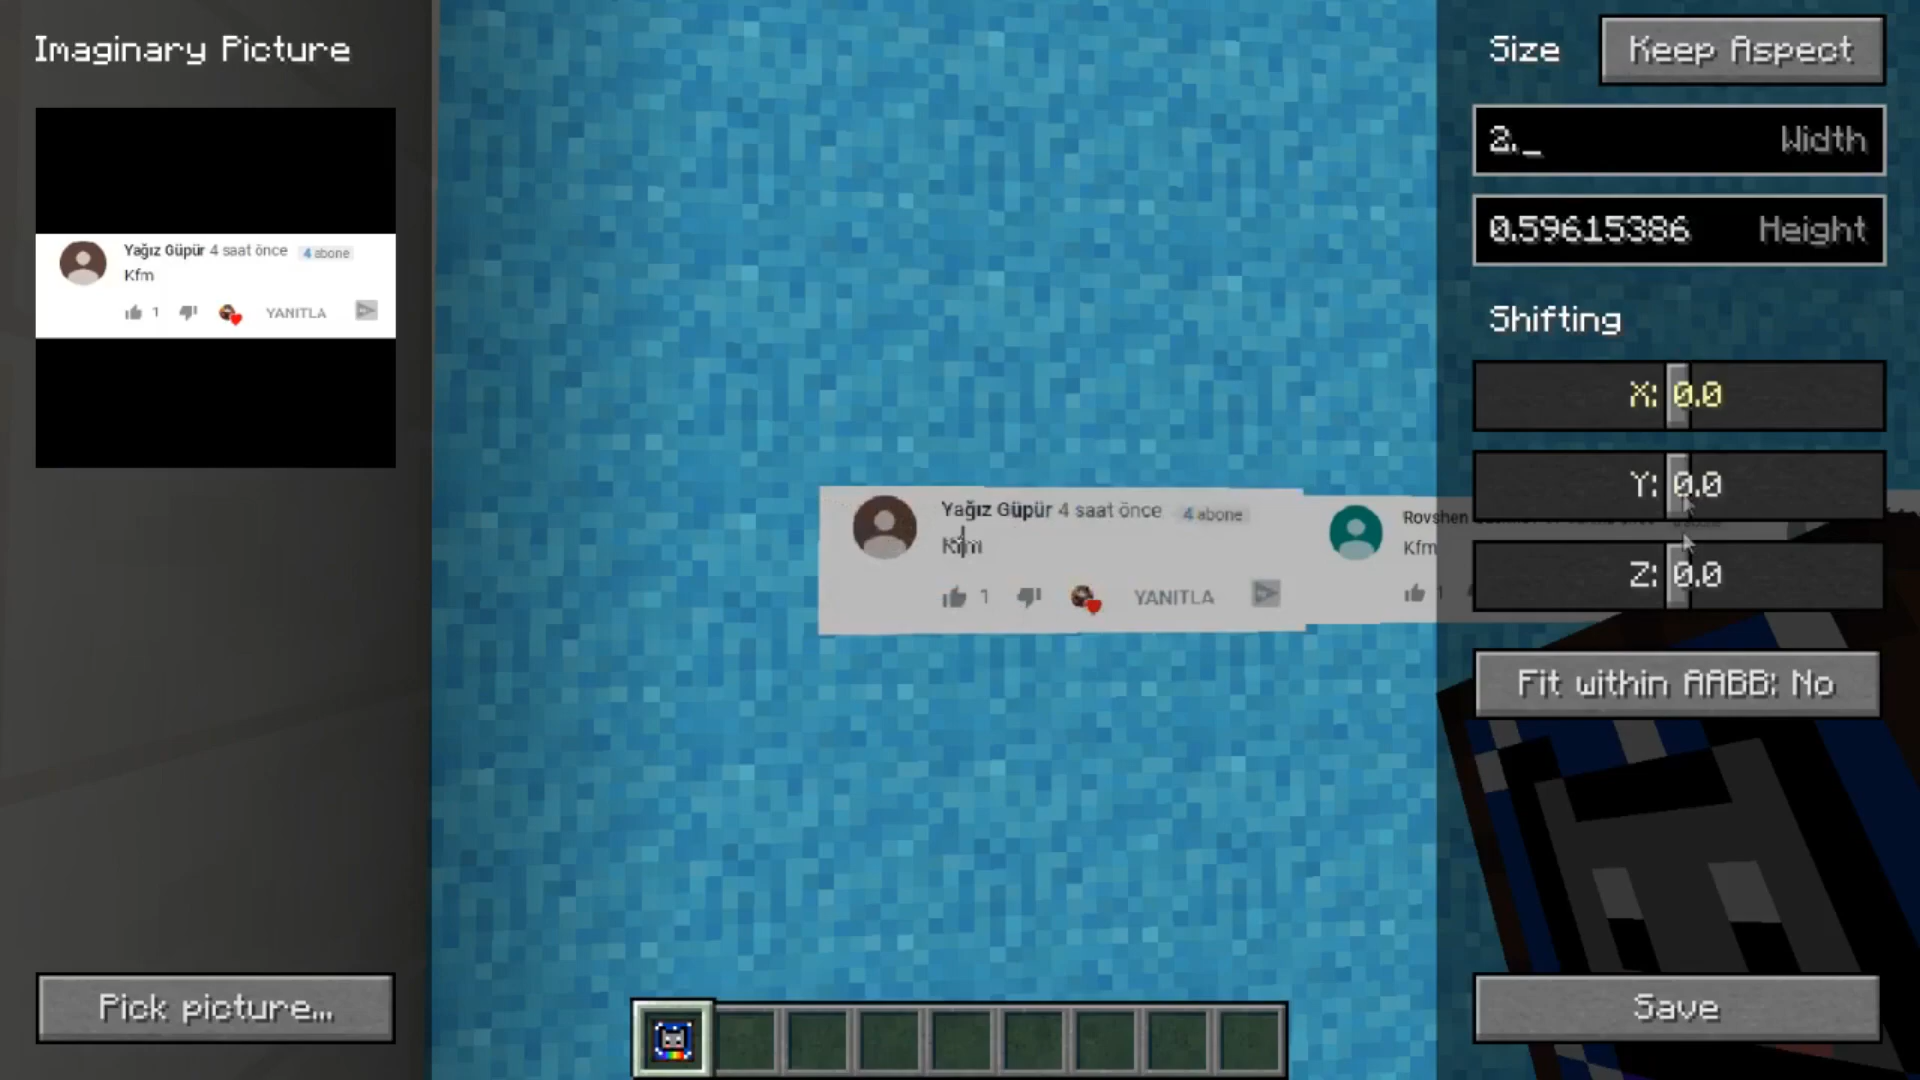 Imaginary Picture
Yağız Güpür 4 saat önce 4 abone
Kfm
1 YANITLA
Pick picture...
Yağız Güpür 4 saat önce 4 abone
Kfm
1 YANITLA
Rovshen
Kfm
1
Size
Keep Aspect
2._ Width
0.59615386 Height
Shifting
X: 0.0
Y: 0.0
Z: 0.0
Fit within AABB: No
Save